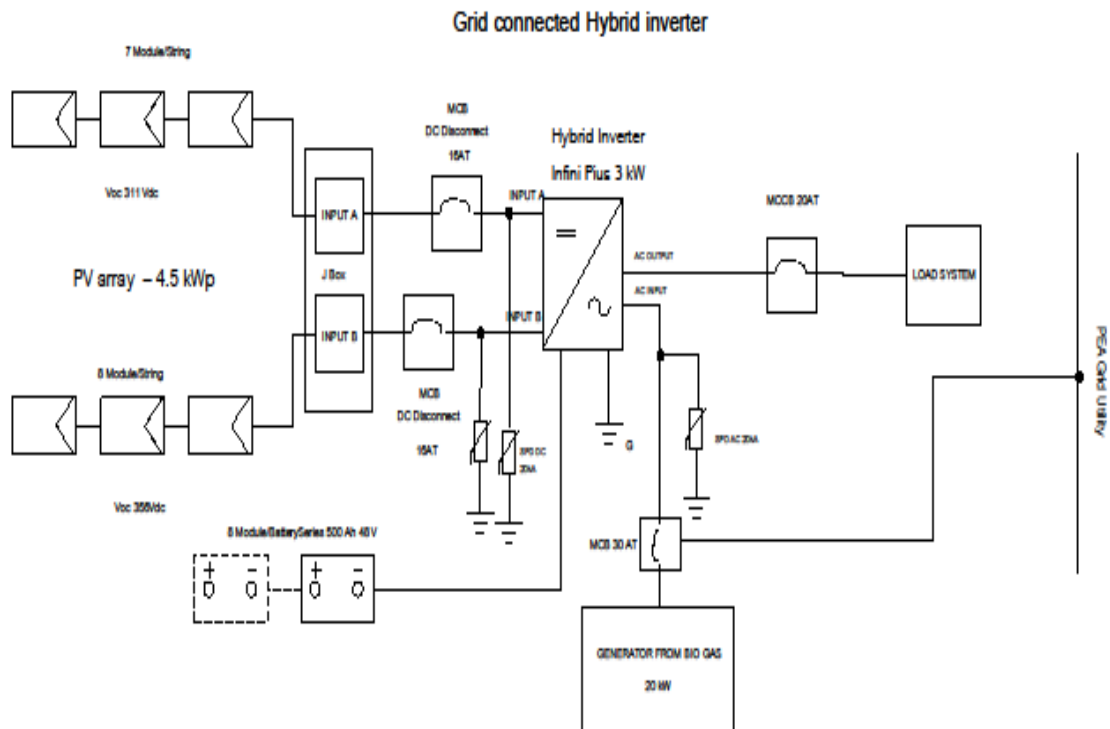 Grid connected Hybrid inverter
7 Module/String
MCB
DC Disconnect
16AT
Hybrid Inverter
Infini Plus 3 kW
Voc 311 Vdc
INPUT A
INPUT A
MCCB 20AT
AC OUTPUT
LOAD SYSTEM
J Box
PV array – 4.5 kWp
AC INPUT
INPUT B
INPUT B
PEA Grid Utility
8 Module/String
MCB
DC Disconnect
16AT
SPD DC
20kA
G
SPD AC 20kA
Voc 356Vdc
8 Module/BatterySeries 500 Ah 48V
+ - + -
MCB 30 AT
GENERATOR FROM BIO GAS
20 kW